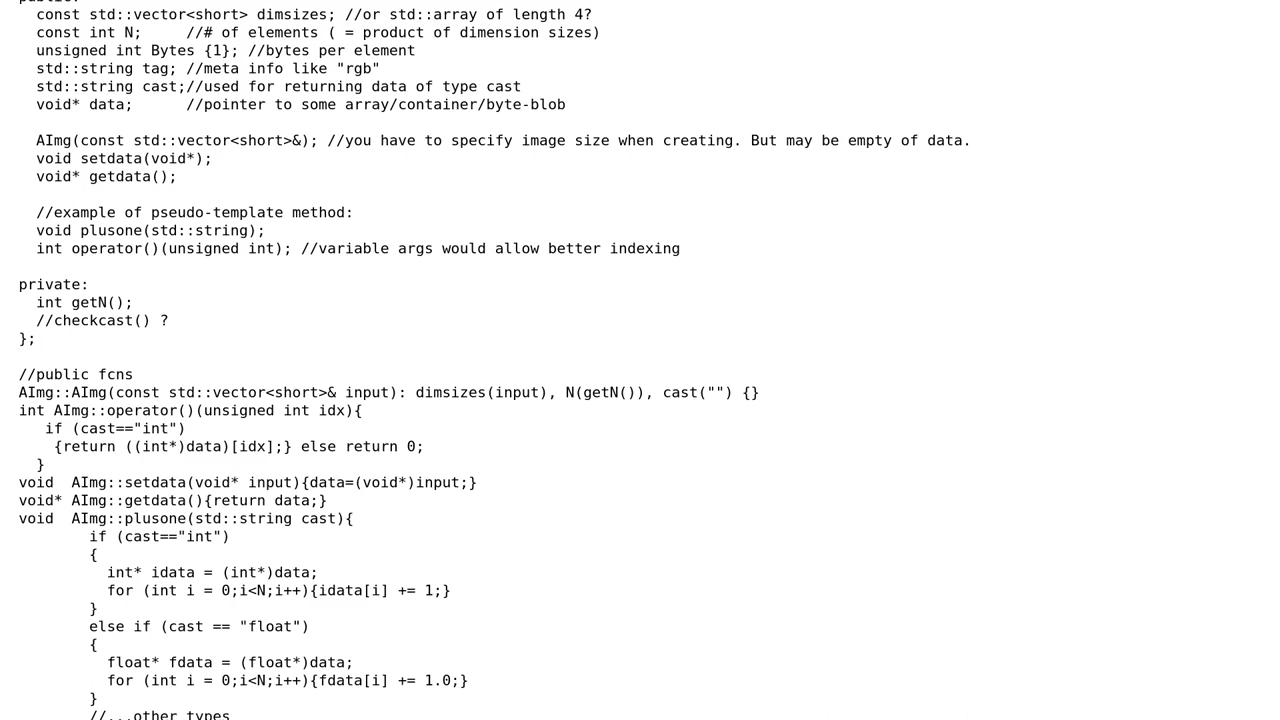 public:
  const std::vector<short> dimsizes; //or std::array of length 4?
  const int N;      //# of elements ( = product of dimension sizes)
  unsigned int Bytes {1}; //bytes per element
  std::string tag; //meta info like "rgb"
  std::string cast;//used for returning data of type cast
  void* data;      //pointer to some array/container/byte-blob

  AImg(const std::vector<short>&); //you have to specify image size when creating. But may be empty of data.
  void setdata(void*);
  void* getdata();

  //example of pseudo-template method:
  void plusone(std::string);
  int operator()(unsigned int); //variable args would allow better indexing

private:
  int getN();
  //checkcast() ?
};

//public fcns
AImg::AImg(const std::vector<short>& input): dimsizes(input), N(getN()), cast("") {}
int AImg::operator()(unsigned int idx){
   if (cast=="int")
    {return ((int*)data)[idx];} else return 0;
  }
void  AImg::setdata(void* input){data=(void*)input;}
void* AImg::getdata(){return data;}
void  AImg::plusone(std::string cast){
        if (cast=="int")
        {
          int* idata = (int*)data;
          for (int i = 0;i<N;i++){idata[i] += 1;}
        }
        else if (cast == "float")
        {
          float* fdata = (float*)data;
          for (int i = 0;i<N;i++){fdata[i] += 1.0;}
        }
        //...other types